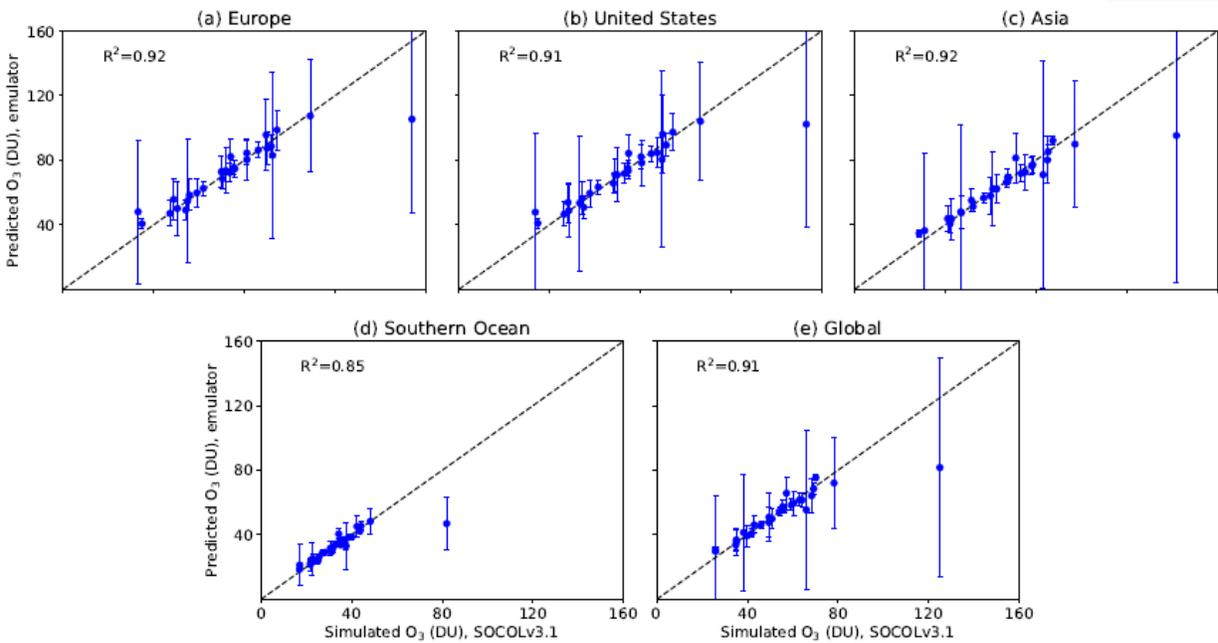 (a) Europe
(b) United States
(c) Asia
160
120
80
40
Predicted O₃ (DU), emulator
R²=0.92
R²=0.91
R²=0.92
(d) Southern Ocean
(e) Global
160
120
80
40
Predicted O₃ (DU), emulator
R²=0.85
R²=0.91
0 40 80 120 160
0 40 80 120 160
Simulated O₃ (DU), SOCOLv3.1
Simulated O₃ (DU), SOCOLv3.1